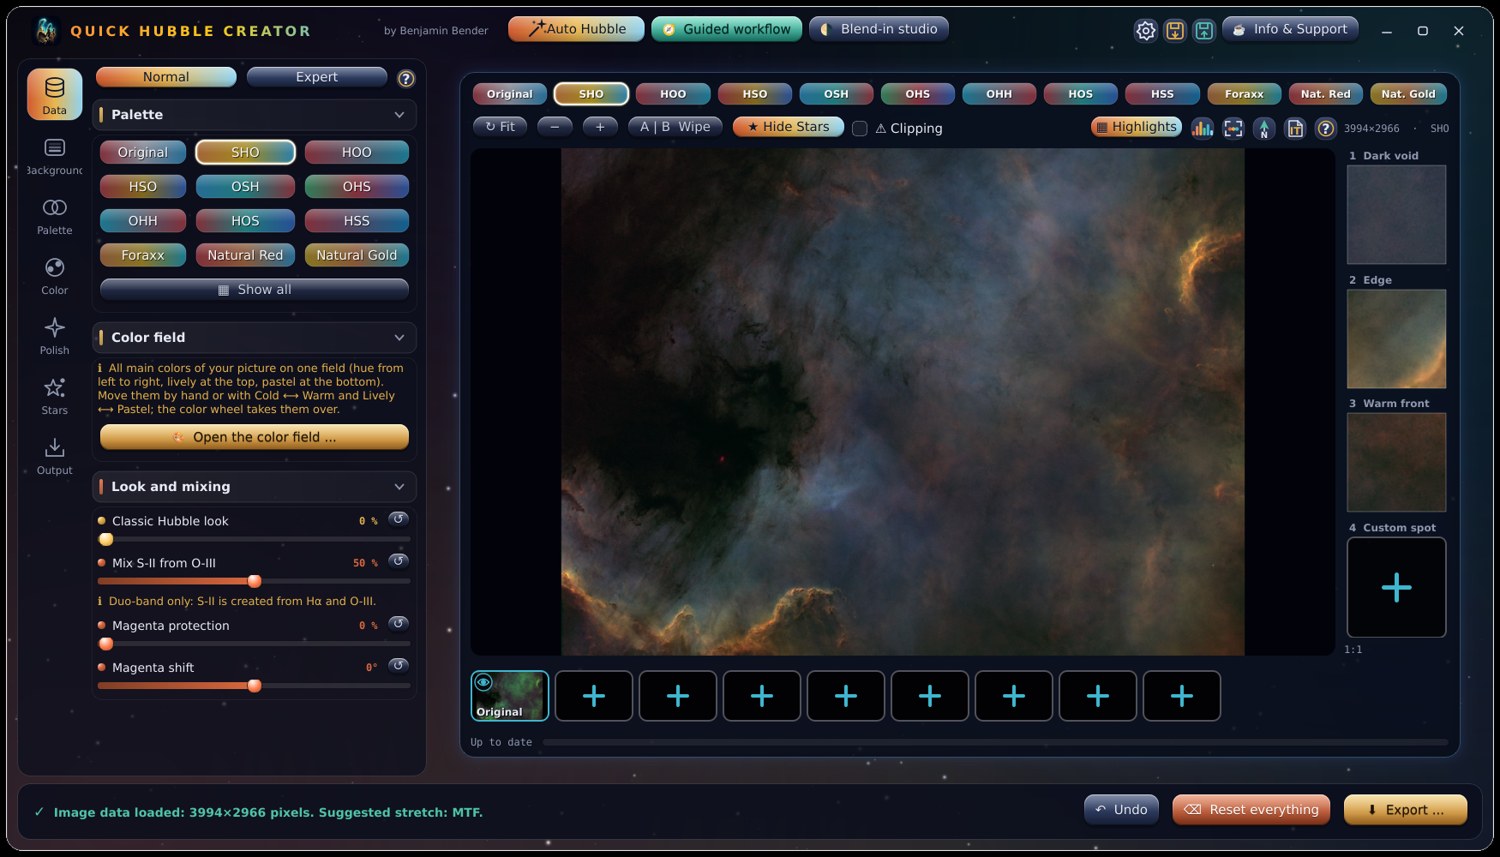 QUICK HUBBLE CREATOR
by Benjamin Bender
Auto Hubble
Guided workflow
Blend-in studio
Info & Support
Data
Background
Palette
Color
Polish
Stars
Output
Normal
Expert
?
Palette
Original
SHO
HOO
HSO
OSH
OHS
OHH
HOS
HSS
Foraxx
Natural Red
Natural Gold
Show all
Color field
ℹ All main colors of your picture on one field (hue from
left to right, lively at the top, pastel at the bottom).
Move them by hand or with Cold ⟷ Warm and Lively
⟷ Pastel; the color wheel takes them over.
Open the color field ...
Look and mixing
Classic Hubble look 0 %
Mix S-II from O-III 50 %
ℹ Duo-band only: S-II is created from Hα and O-III.
Magenta protection 0 %
Magenta shift 0°
Original SHO HOO HSO OSH OHS OHH HOS HSS Foraxx Nat. Red Nat. Gold
↻ Fit − + A | B Wipe ★ Hide Stars ⚠ Clipping Highlights N ? 3994×2966 · SHO
1 Dark void
2 Edge
3 Warm front
4 Custom spot
1:1
Original
Up to date
✓ Image data loaded: 3994×2966 pixels. Suggested stretch: MTF.
↶ Undo
⌫ Reset everything
⬇ Export ...